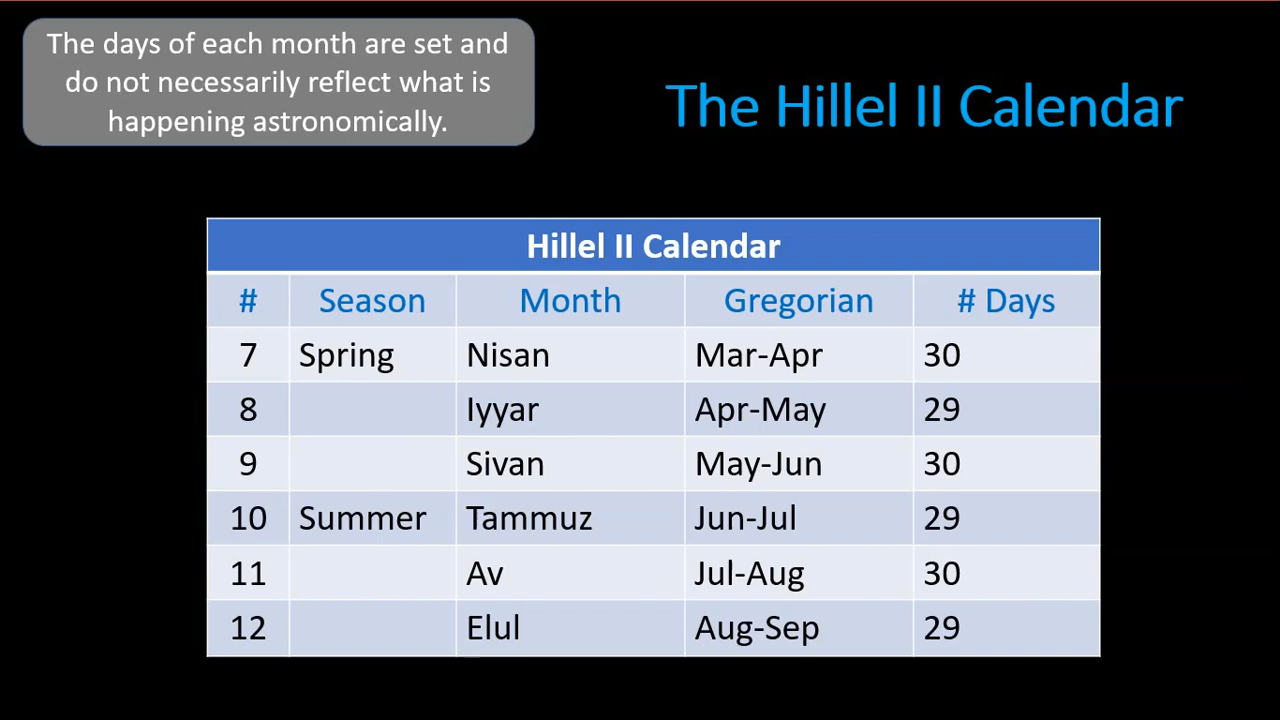 The days of each month are set and
do not necessarily reflect what is
happening astronomically.
The Hillel II Calendar
Hillel II Calendar
# Season Month Gregorian # Days
7 Spring Nisan Mar-Apr 30
8 Iyyar Apr-May 29
9 Sivan May-Jun 30
10 Summer Tammuz Jun-Jul 29
11 Av Jul-Aug 30
12 Elul Aug-Sep 29